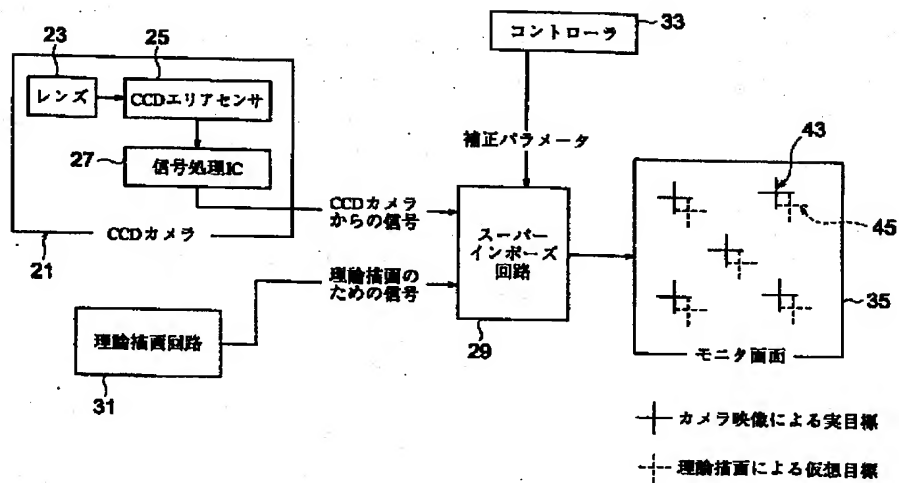 コントローラ
33
23
25
レンズ
CCDエリアセンサ
27
信号処理IC
補正パラメータ
43
CCDカメラ
からの信号
スーパー
インポーズ
回路
45
CCDカメラ
21
理論描画の
ための信号
35
理論描画回路
29
モニタ画面
31
カメラ映像による実目標
理論描画による仮想目標